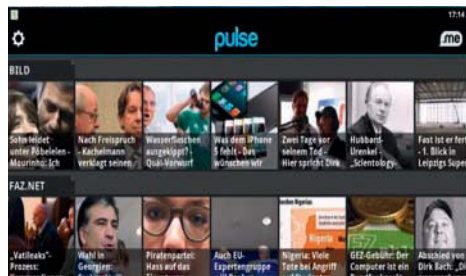 17:14
pulse
.me
BILD
Sohn leidet
unter Pöbeleien -
Mourinho: Ich
Nach Freispruch
- Kachelmann
verklagt seinen
Wasserflaschen
ausgekippt? -
Quäl-Vorwurf
Was dem iPhone
5 fehlt - Das
wünschen wir
Zwei Tage vor
seinem Tod -
Hier spricht Dirk
Hubbard-
Urenkel -
„Scientology-
Fast ist er fert
- 1. Blick in
Leipzigs Supe
FAZ.NET
„Vatileaks“-
Prozess:
Wahl in
Georgien:
Piratenpartei:
Hass auf das
Auch EU-
Expertengruppe
Nigeria
Nigeria: Viele
Tote bei Angriff
GEZ-Gebühr: Der
Computer ist ein
Abschied von
Dirk Bach: „D